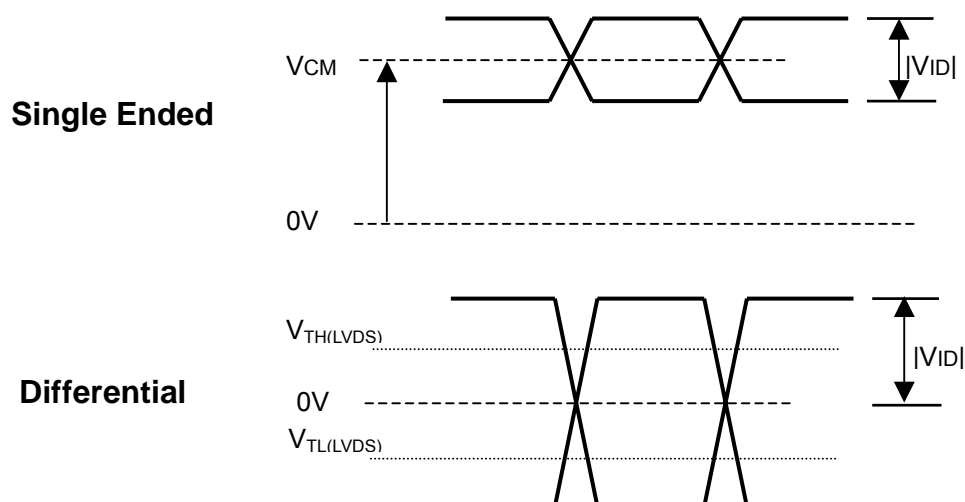 VCM
|VID|
Single Ended
0V
VTH(LVDS)
|VID|
Differential
0V
VTL(LVDS)